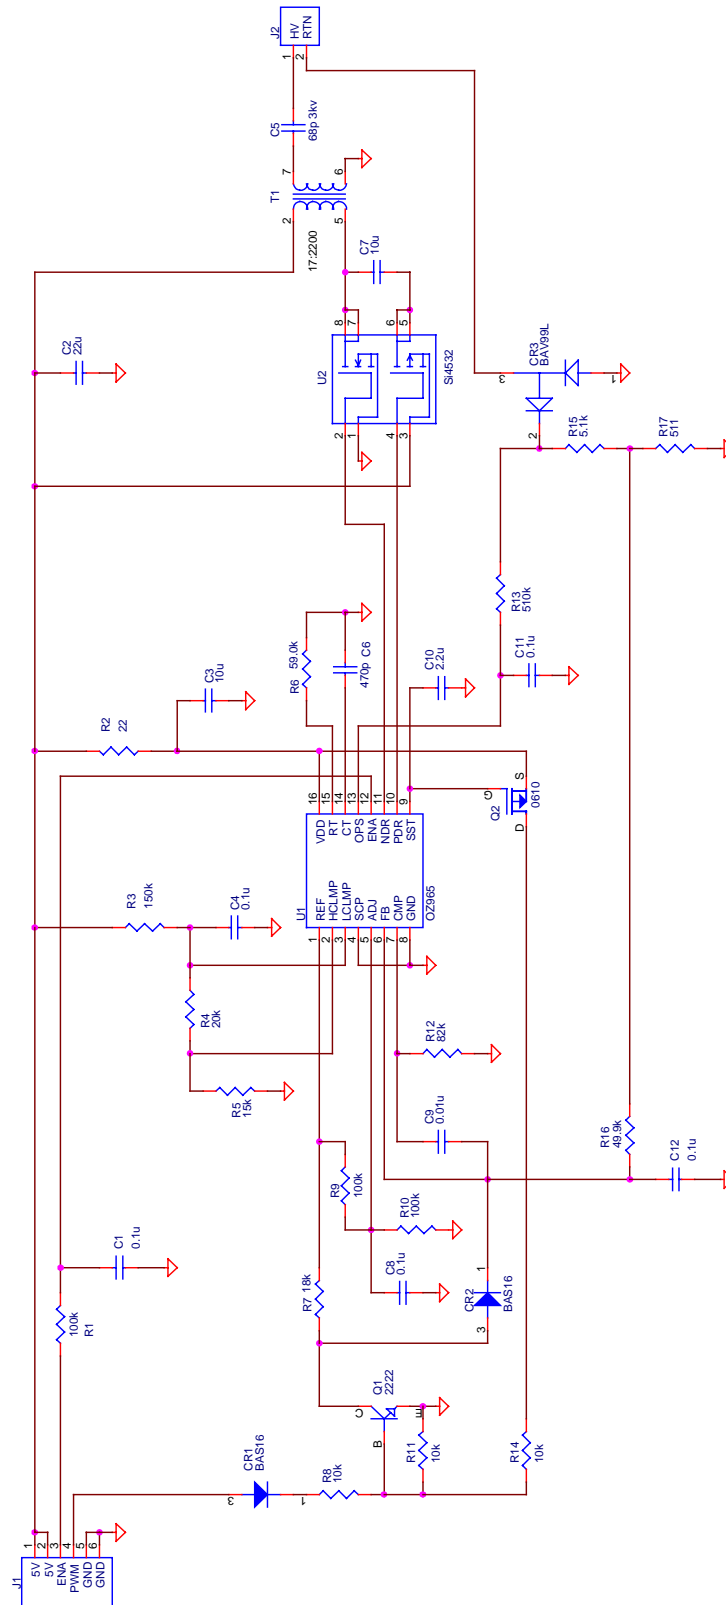 J2
HV
RTN
1
2
C5
68p 3kv
7
6
T1
2
5
17:2200
C7
10u
C2
22u
8
7
6
5
U2
Si4532
2
1
4
3
CR3
BAV99L
3
1
2
R15
5.1k
R17
511
R13
510k
R6
59.0k
C6
470p
C3
10u
C10
2.2u
C11
0.1u
R2
22
16
15
14
13
12
11
10
9
VDD
RT
CT
OPS
ENA
NDR
PDR
SST
U1
OZ965
REF
HCLMP
LCLMP
SCP
ADJ
FB
CMP
GND
1
2
3
4
5
6
7
8
G
S
D
Q2
0610
R3
150k
C4
0.1u
R4
20k
R5
15k
R12
82k
C9
0.01u
R16
49.9k
C12
0.1u
R9
100k
R10
100k
C8
0.1u
C1
0.1u
100k
R1
R7 18k
CR2
BAS16
1
3
Q1
2222
C
B
E
R11
10k
R14
10k
CR1
BAS16
3
1
R8
10k
J1
1
2
3
4
5
6
5V
5V
ENA
PWM
GND
GND